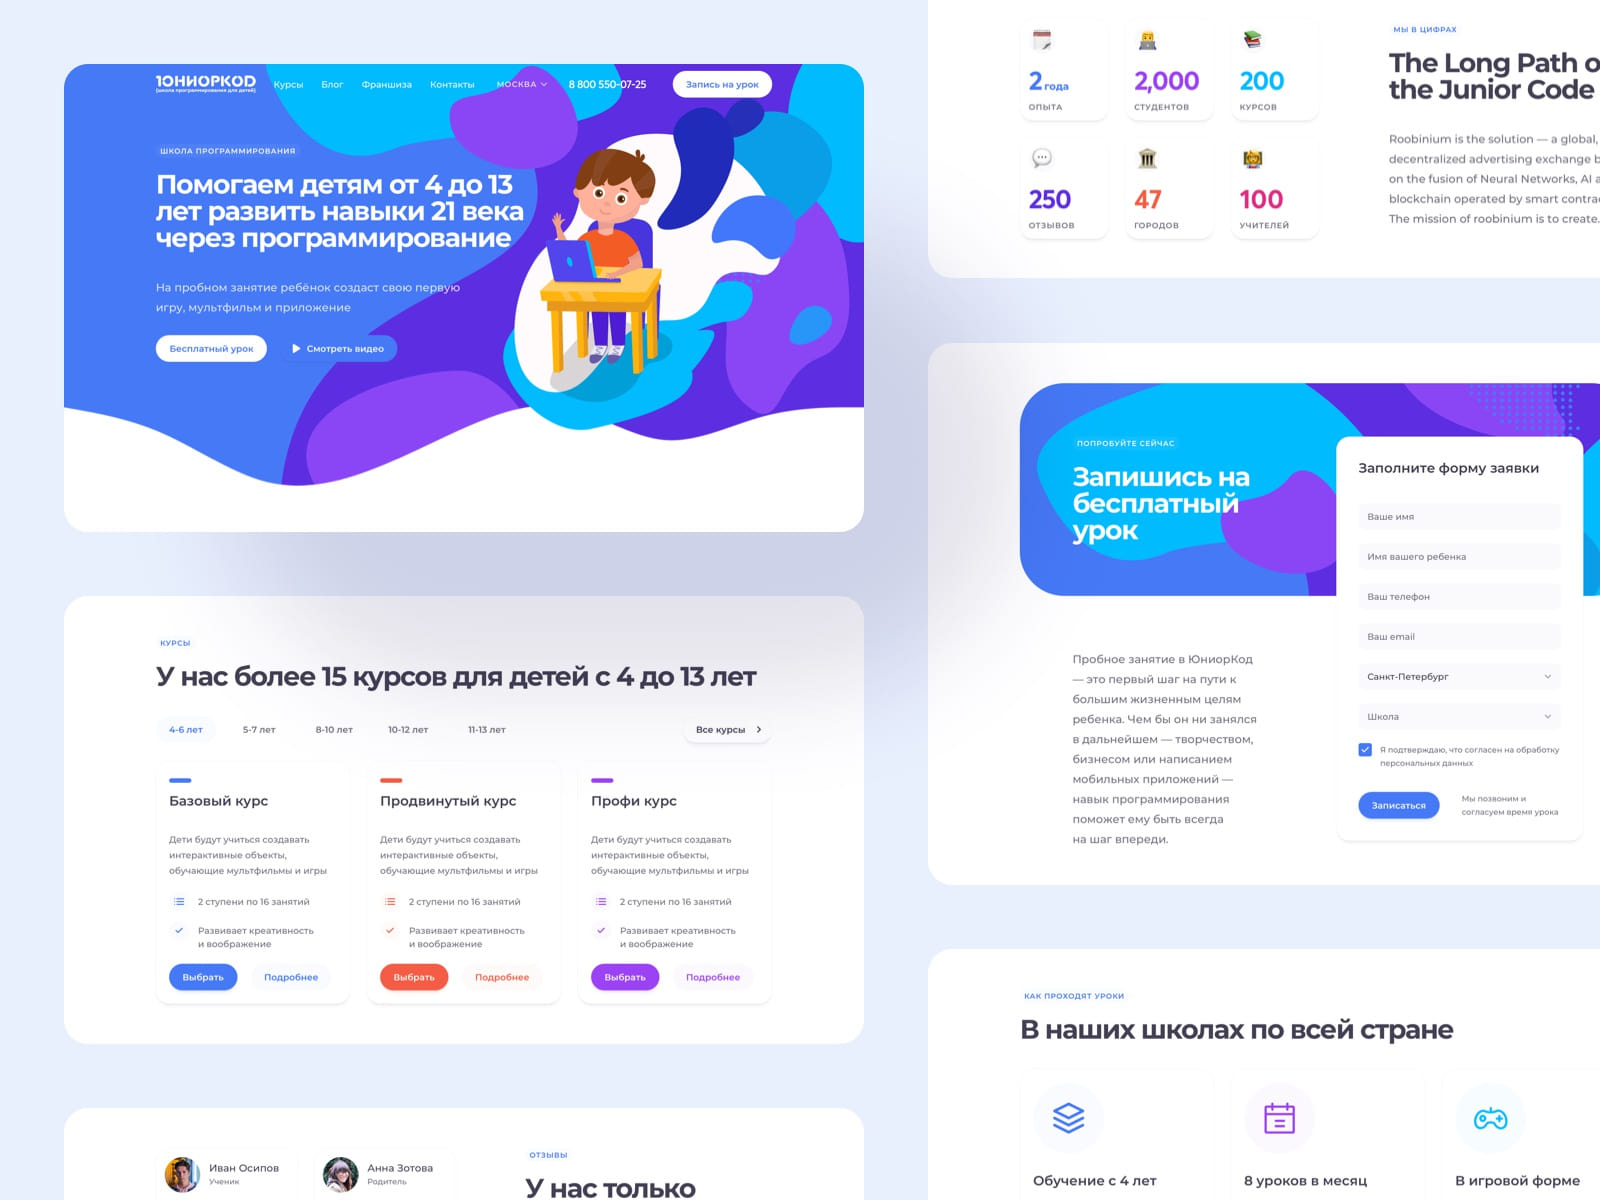 ЮНИОРКОД
(школа программирования для детей)
Курсы
Блог
Франшиза
Контакты
МОСКВА
8 800 550-07-25
Запись на урок
ШКОЛА ПРОГРАММИРОВАНИЯ
Помогаем детям от 4 до 13
лет развить навыки 21 века
через программирование
На пробном занятие ребёнок создаст свою первую
игру, мультфильм и приложение
Бесплатный урок
Смотреть видео
КУРСЫ
У нас более 15 курсов для детей с 4 до 13 лет
4-6 лет
5-7 лет
8-10 лет
10-12 лет
11-13 лет
Все курсы
Базовый курс
Дети будут учиться создавать
интерактивные объекты,
обучающие мультфильмы и игры
2 ступени по 16 занятий
Развивает креативность
и воображение
Выбрать
Подробнее
Продвинутый курс
Дети будут учиться создавать
интерактивные объекты,
обучающие мультфильмы и игры
2 ступени по 16 занятий
Развивает креативность
и воображение
Выбрать
Подробнее
Профи курс
Дети будут учиться создавать
интерактивные объекты,
обучающие мультфильмы и игры
2 ступени по 16 занятий
Развивает креативность
и воображение
Выбрать
Подробнее
Иван Осипов
Ученик
Анна Зотова
Родитель
ОТЗЫВЫ
У нас только
2 года
ОПЫТА
2,000
СТУДЕНТОВ
200
КУРСОВ
250
ОТЗЫВОВ
47
ГОРОДОВ
100
УЧИТЕЛЕЙ
МЫ В ЦИФРАХ
The Long Path o
the Junior Code
Roobinium is the solution — a global,
decentralized advertising exchange b
on the fusion of Neural Networks, AI a
blockchain operated by smart contra
The mission of roobinium is to create.
ПОПРОБУЙТЕ СЕЙЧАС
Запишись на
бесплатный
урок
Пробное занятие в ЮниорКод
— это первый шаг на пути к
большим жизненным целям
ребенка. Чем бы он ни занялся
в дальнейшем — творчеством,
бизнесом или написанием
мобильных приложений —
навык программирования
поможет ему быть всегда
на шаг впереди.
Заполните форму заявки
Ваше имя
Имя вашего ребенка
Ваш телефон
Ваш email
Санкт-Петербург
Школа
Я подтверждаю, что согласен на обработку
персональных данных
Записаться
Мы позвоним и
согласуем время урока
КАК ПРОХОДЯТ УРОКИ
В наших школах по всей стране
Обучение с 4 лет
8 уроков в месяц
В игровой форме